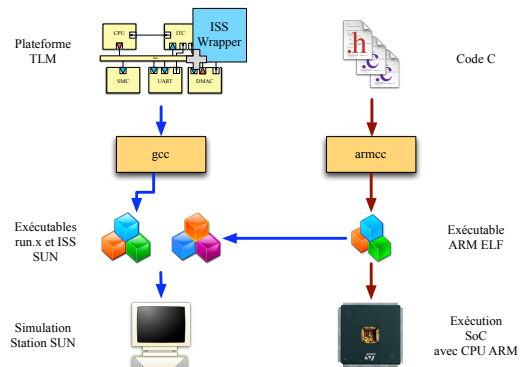 Plateforme
TLM
CPU
ITC
ISS
Wrapper
SMC
UART
DMAC
.h
.c
.c
Code C
gcc
armcc
Exécutables
run.x et ISS
SUN
Exécutable
ARM ELF
Simulation
Station SUN
Exécution
SoC
avec CPU ARM